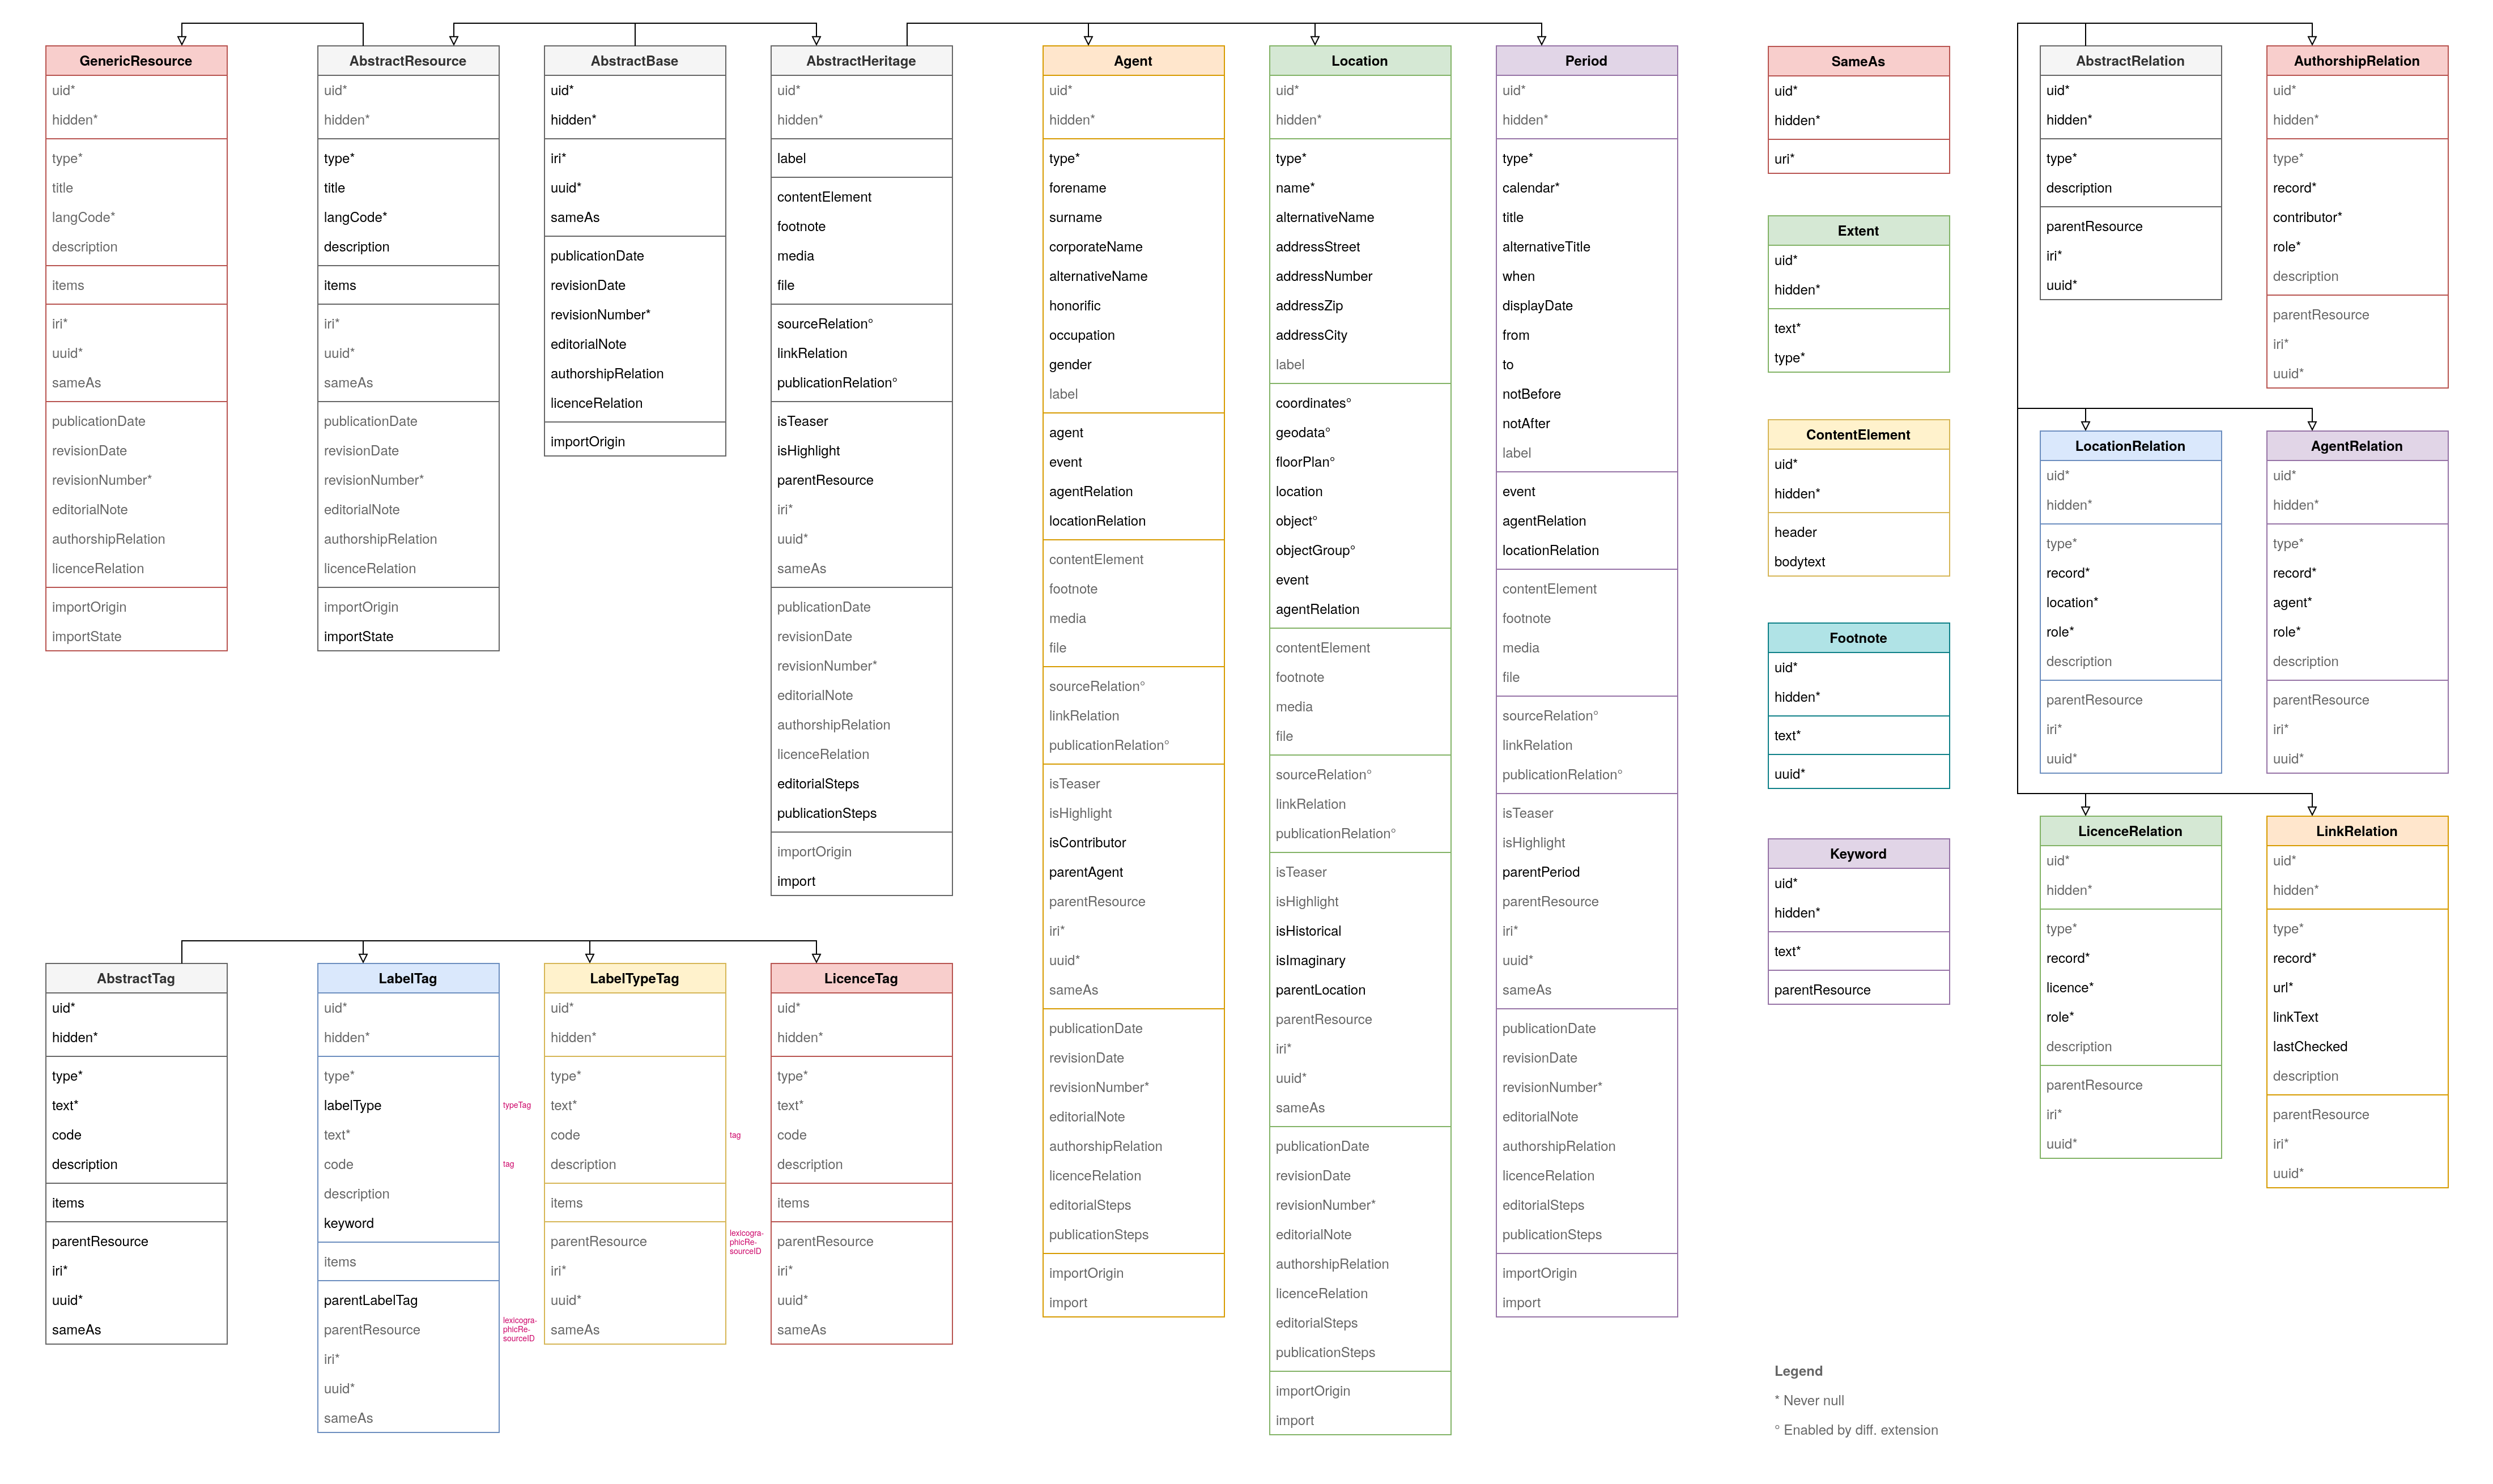 GenericResource
uid*
hidden*
type*
title
langCode*
description
items
iri*
uuid*
sameAs
publicationDate
revisionDate
revisionNumber*
editorialNote
authorshipRelation
licenceRelation
importOrigin
importState
AbstractResource
uid*
hidden*
type*
title
langCode*
description
items
iri*
uuid*
sameAs
publicationDate
revisionDate
revisionNumber*
editorialNote
authorshipRelation
licenceRelation
importOrigin
importState
AbstractBase
uid*
hidden*
iri*
uuid*
sameAs
publicationDate
revisionDate
revisionNumber*
editorialNote
authorshipRelation
licenceRelation
importOrigin
AbstractHeritage
uid*
hidden*
label
contentElement
footnote
media
file
sourceRelation°
linkRelation
publicationRelation°
isTeaser
isHighlight
parentResource
iri*
uuid*
sameAs
publicationDate
revisionDate
revisionNumber*
editorialNote
authorshipRelation
licenceRelation
editorialSteps
publicationSteps
importOrigin
import
Agent
uid*
hidden*
type*
forename
surname
corporateName
alternativeName
honorific
occupation
gender
label
agent
event
agentRelation
locationRelation
contentElement
footnote
media
file
sourceRelation°
linkRelation
publicationRelation°
isTeaser
isHighlight
isContributor
parentAgent
parentResource
iri*
uuid*
sameAs
publicationDate
revisionDate
revisionNumber*
editorialNote
authorshipRelation
licenceRelation
editorialSteps
publicationSteps
importOrigin
import
Location
uid*
hidden*
type*
name*
alternativeName
addressStreet
addressNumber
addressZip
addressCity
label
coordinates°
geodata°
floorPlan°
location
object°
objectGroup°
event
agentRelation
contentElement
footnote
media
file
sourceRelation°
linkRelation
publicationRelation°
isTeaser
isHighlight
isHistorical
isImaginary
parentLocation
parentResource
iri*
uuid*
sameAs
publicationDate
revisionDate
revisionNumber*
editorialNote
authorshipRelation
licenceRelation
editorialSteps
publicationSteps
importOrigin
import
Period
uid*
hidden*
type*
calendar*
title
alternativeTitle
when
displayDate
from
to
notBefore
notAfter
label
event
agentRelation
locationRelation
contentElement
footnote
media
file
sourceRelation°
linkRelation
publicationRelation°
isTeaser
isHighlight
parentPeriod
parentResource
iri*
uuid*
sameAs
publicationDate
revisionDate
revisionNumber*
editorialNote
authorshipRelation
licenceRelation
editorialSteps
publicationSteps
importOrigin
import
SameAs
uid*
hidden*
uri*
Extent
uid*
hidden*
text*
type*
ContentElement
uid*
hidden*
header
bodytext
Footnote
uid*
hidden*
text*
uuid*
Keyword
uid*
hidden*
text*
parentResource
AbstractRelation
uid*
hidden*
type*
description
parentResource
iri*
uuid*
AuthorshipRelation
uid*
hidden*
type*
record*
contributor*
role*
description
parentResource
iri*
uuid*
LocationRelation
uid*
hidden*
type*
record*
location*
role*
description
parentResource
iri*
uuid*
AgentRelation
uid*
hidden*
type*
record*
agent*
role*
description
parentResource
iri*
uuid*
LicenceRelation
uid*
hidden*
type*
record*
licence*
role*
description
parentResource
iri*
uuid*
LinkRelation
uid*
hidden*
type*
record*
url*
linkText
lastChecked
description
parentResource
iri*
uuid*
AbstractTag
uid*
hidden*
type*
text*
code
description
items
parentResource
iri*
uuid*
sameAs
LabelTag
uid*
hidden*
type*
labelType
text*
code
description
keyword
items
parentLabelTag
parentResource
iri*
uuid*
sameAs
typeTag
tag
lexicogra-
phicRe-
sourceID
LabelTypeTag
uid*
hidden*
type*
text*
code
description
items
parentResource
iri*
uuid*
sameAs
tag
lexicogra-
phicRe-
sourceID
LicenceTag
uid*
hidden*
type*
text*
code
description
items
parentResource
iri*
uuid*
sameAs
Legend
* Never null
° Enabled by diff. extension